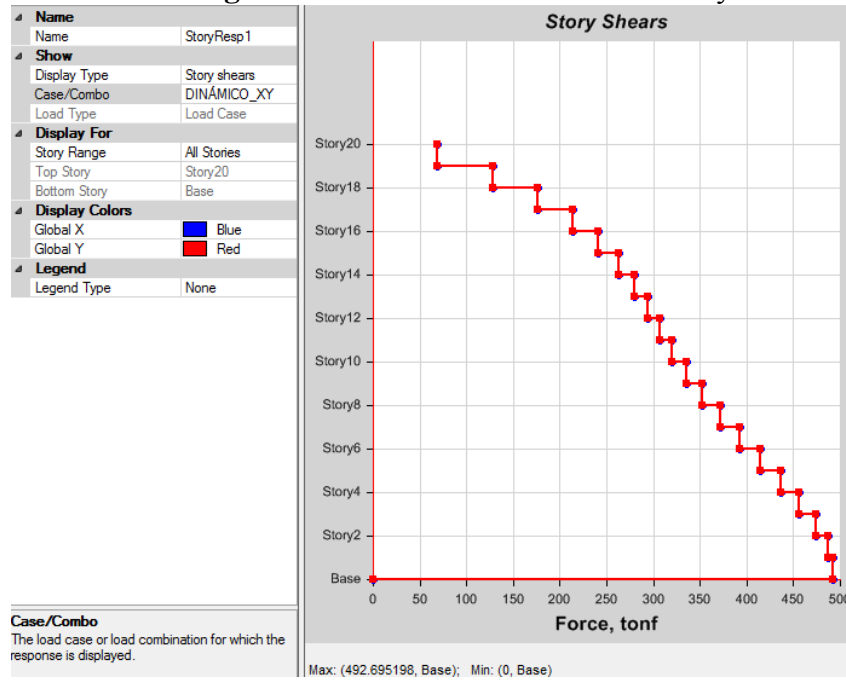 Name
Name StoryResp1
Show
Display Type Story shears
Case/Combo DINÁMICO_XY
Load Type Load Case
Display For
Story Range All Stories
Top Story Story20
Bottom Story Base
Display Colors
Global X Blue
Global Y Red
Legend
Legend Type None
Case/Combo
The load case or load combination for which the
response is displayed.
Story Shears
Story20
Story18
Story16
Story14
Story12
Story10
Story8
Story6
Story4
Story2
Base
0 50 100 150 200 250 300 350 400 450 500
Force, tonf
Max: (492.695198, Base); Min: (0, Base)